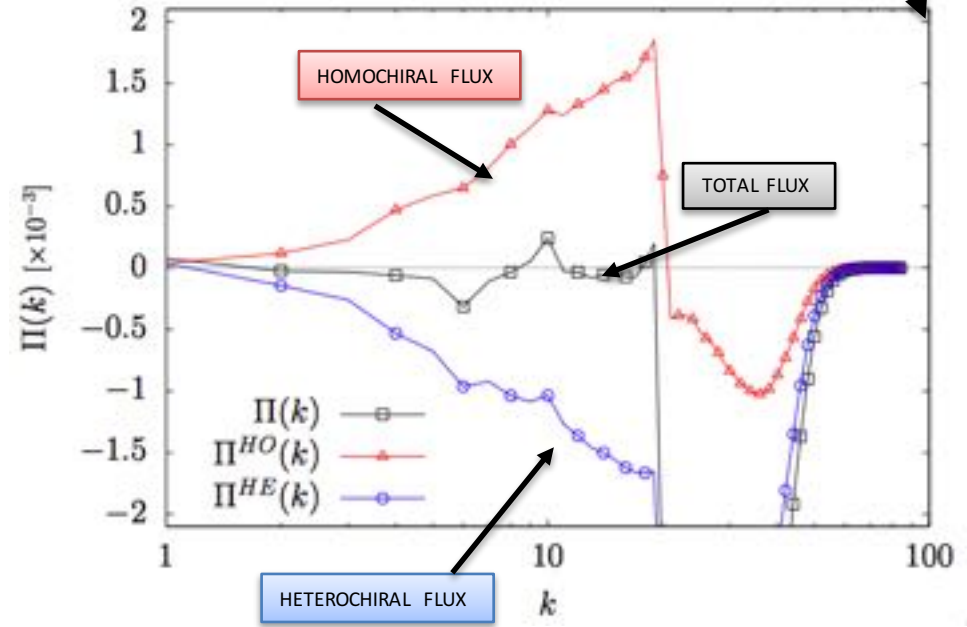 2
1.5
1
0.5
0
−0.5
−1
−1.5
−2
Π(k) [×10⁻³]
HOMOCHIRAL FLUX
TOTAL FLUX
Π(k)
Π^{HO}(k)
Π^{HE}(k)
1 10 100
HETEROCHIRAL FLUX
k